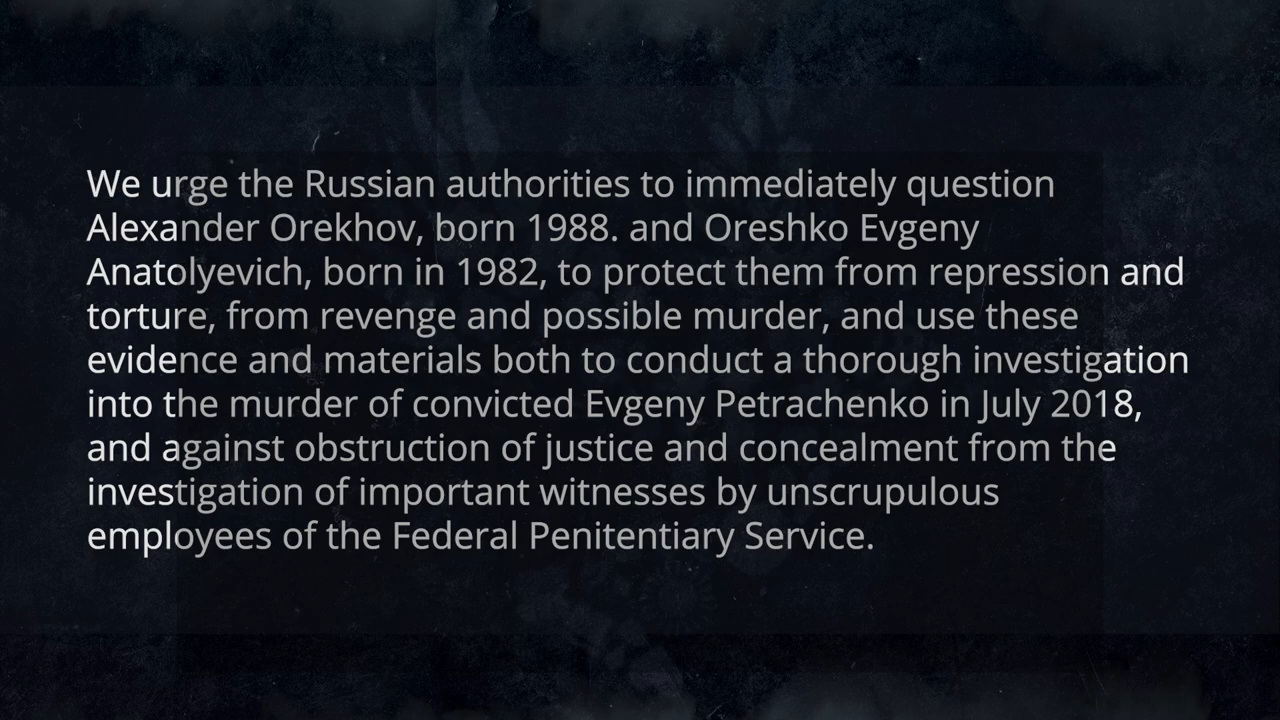 We urge the Russian authorities to immediately question
Alexander Orekhov, born 1988. and Oreshko Evgeny
Anatolyevich, born in 1982, to protect them from repression and
torture, from revenge and possible murder, and use these
evidence and materials both to conduct a thorough investigation
into the murder of convicted Evgeny Petrachenko in July 2018,
and against obstruction of justice and concealment from the
investigation of important witnesses by unscrupulous
employees of the Federal Penitentiary Service.